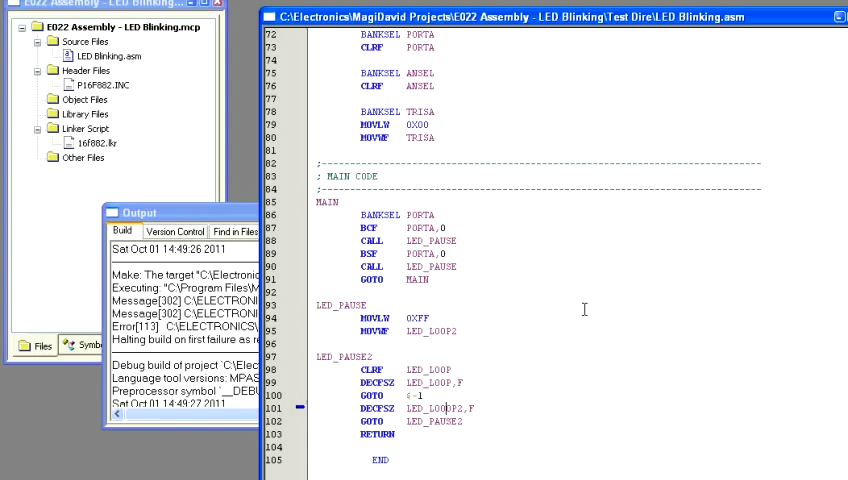 E022 Assembly - LED Blinking...
E022 Assembly - LED Blinking.mcp
Source Files
LED Blinking.asm
Header Files
P16F882.INC
Object Files
Library Files
Linker Script
16f882.lkr
Other Files
Files
Symb
Output
Build Version Control Find in Files
Sat Oct 01 14:49:26 2011
Make: The target "C:\Electronic
Executing: "C:\Program Files\M
Message[302] C:\ELECTRONI
Message[302] C:\ELECTRONI
Error[113] C:\ELECTRONICS\
Halting build on first failure as re
Debug build of project `C:\Elec
Language tool versions: MPAS
Preprocessor symbol `__DEBU
Sat Oct 01 14:49:27 2011
C:\Electronics\MagiDavid Projects\E022 Assembly - LED Blinking\Test Dire\LED Blinking.asm
72 BANKSEL PORTA
73 CLRF PORTA
74
75 BANKSEL ANSEL
76 CLRF ANSEL
77
78 BANKSEL TRISA
79 MOVLW 0X00
80 MOVWF TRISA
81
82 ;------------------------------------------------------------------------
83 ; MAIN CODE
84 ;------------------------------------------------------------------------
85 MAIN
86 BANKSEL PORTA
87 BCF PORTA,0
88 CALL LED_PAUSE
89 BSF PORTA,0
90 CALL LED_PAUSE
91 GOTO MAIN
92
93 LED_PAUSE
94 MOVLW 0XFF
95 MOVWF LED_LOOP2
96
97 LED_PAUSE2
98 CLRF LED_LOOP
99 DECFSZ LED_LOOP,F
100 GOTO $-1
101 DECFSZ LED_LOOOP2,F
102 GOTO LED_PAUSE2
103 RETURN
104
105 END